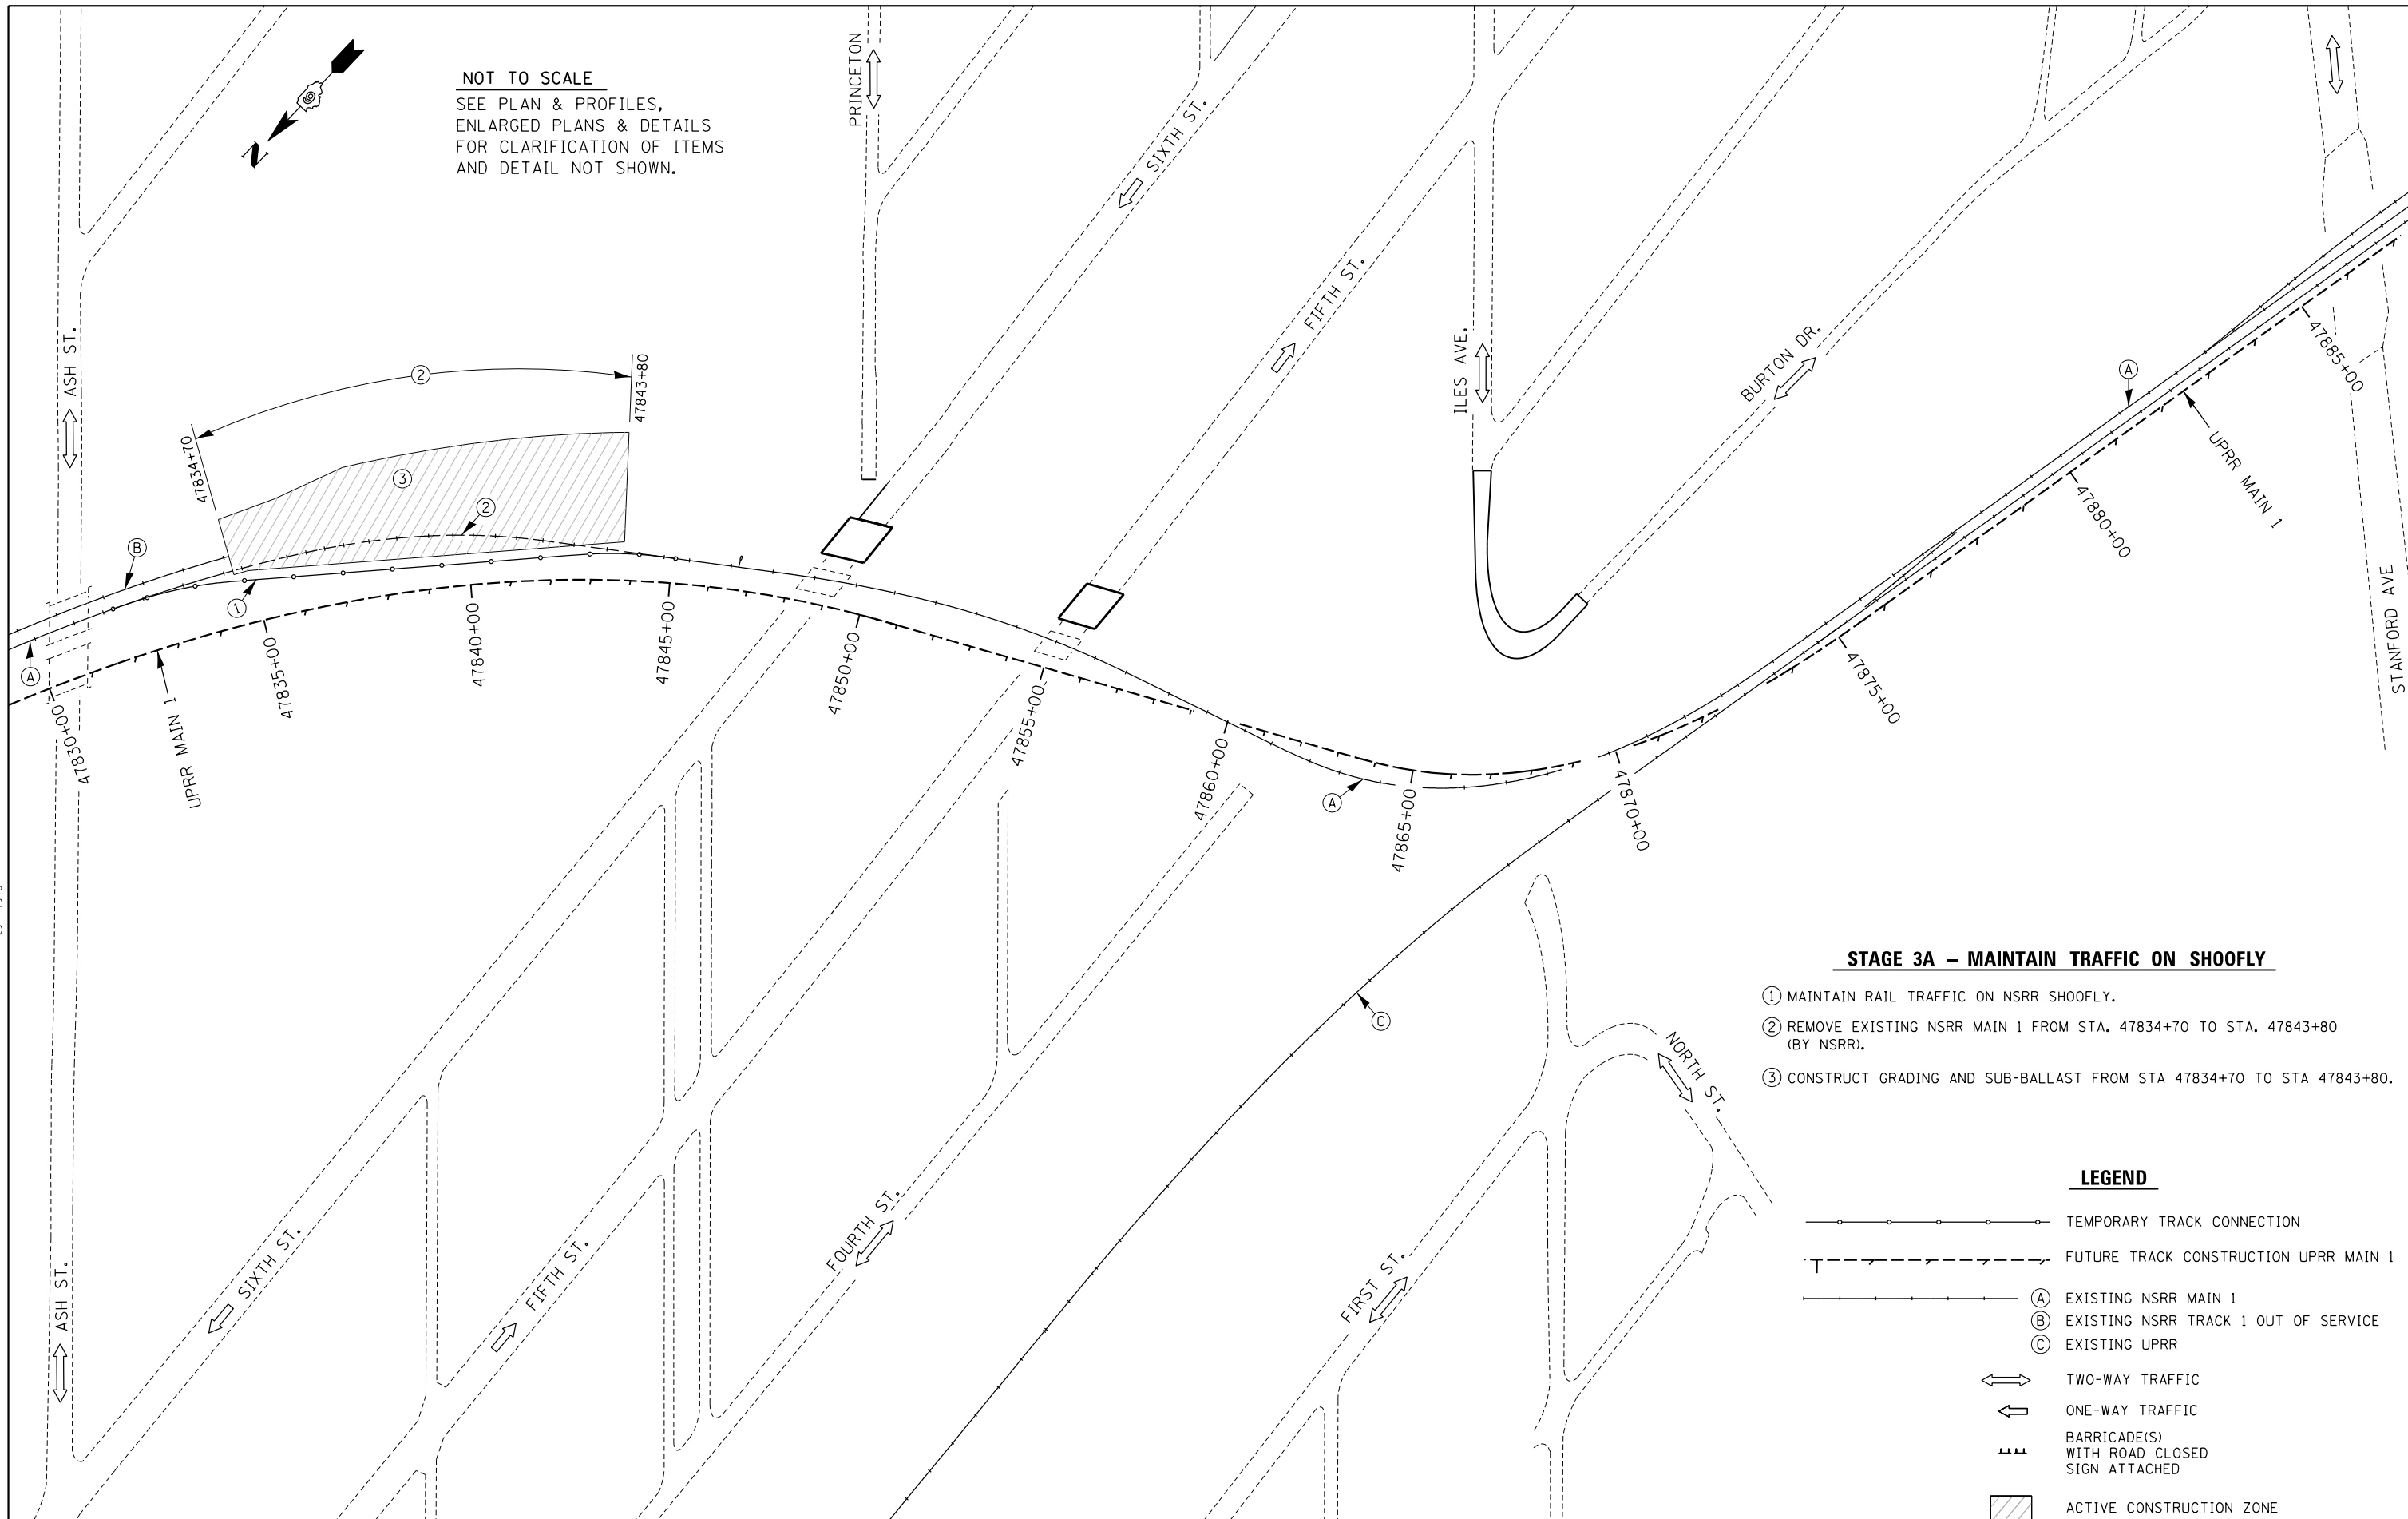 NOT TO SCALE
SEE PLAN & PROFILES,
ENLARGED PLANS & DETAILS
FOR CLARIFICATION OF ITEMS
AND DETAIL NOT SHOWN.
N
PRINCETON
SIXTH ST.
FIFTH ST.
ILES AVE.
BURTON DR.
ASH ST.
2
47843+80
47834+70
3
2
B
1
A
A
47885+00
UPRR MAIN 1
47880+00
STANFORD AVE
47875+00
47830+00
UPRR MAIN 1
47835+00
47840+00
47845+00
47850+00
47855+00
47860+00
A
47865+00
47870+00
C
NORTH ST.
ASH ST.
SIXTH ST.
FIFTH ST.
FOURTH ST.
FIRST ST.
STAGE 3A – MAINTAIN TRAFFIC ON SHOOFLY
1 MAINTAIN RAIL TRAFFIC ON NSRR SHOOFLY.
2 REMOVE EXISTING NSRR MAIN 1 FROM STA. 47834+70 TO STA. 47843+80
(BY NSRR).
3 CONSTRUCT GRADING AND SUB-BALLAST FROM STA 47834+70 TO STA 47843+80.
LEGEND
TEMPORARY TRACK CONNECTION
FUTURE TRACK CONSTRUCTION UPRR MAIN 1
A EXISTING NSRR MAIN 1
B EXISTING NSRR TRACK 1 OUT OF SERVICE
C EXISTING UPRR
TWO-WAY TRAFFIC
ONE-WAY TRAFFIC
BARRICADE(S)
WITH ROAD CLOSED
SIGN ATTACHED
ACTIVE CONSTRUCTION ZONE